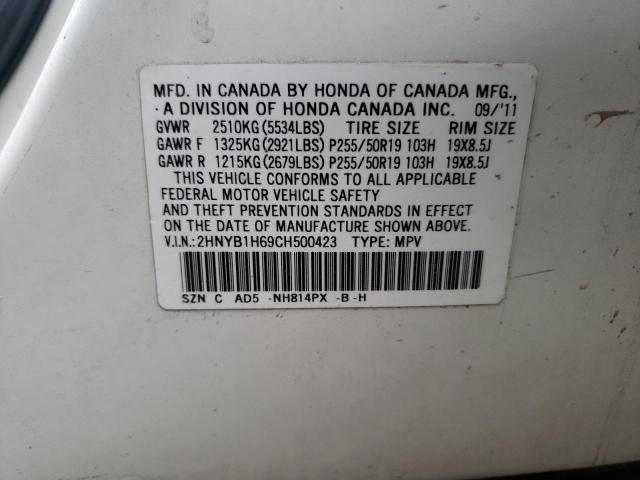 MFD. IN CANADA BY HONDA OF CANADA MFG.,
A DIVISION OF HONDA CANADA INC. 09/'11
GVWR 2510KG(5534LBS) TIRE SIZE RIM SIZE
GAWR F 1325KG(2921LBS) P255/50R19 103H 19X8.5J
GAWR R 1215KG(2679LBS) P255/50R19 103H 19X8.5J
THIS VEHICLE CONFORMS TO ALL APPLICABLE
FEDERAL MOTOR VEHICLE SAFETY
AND THEFT PREVENTION STANDARDS IN EFFECT
ON THE DATE OF MANUFACTURE SHOWN ABOVE.
V.I.N.:2HNYB1H69CH500423 TYPE: MPV
SZN C AD5 -NH814PX -B-H